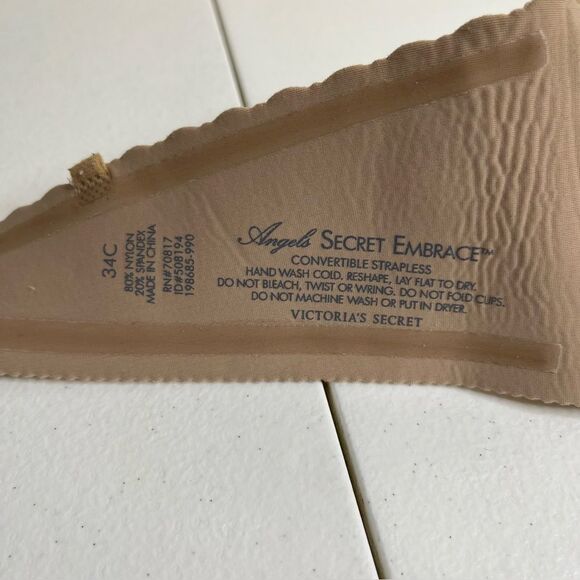 34C
80% NYLON
20% SPANDEX
MADE IN CHINA
RN#70817
ID#508194
198685-990
Angels SECRET EMBRACE™
CONVERTIBLE STRAPLESS
HAND WASH COLD. RESHAPE, LAY FLAT TO DRY.
DO NOT BLEACH, TWIST OR WRING. DO NOT FOLD CUPS.
DO NOT MACHINE WASH OR PUT IN DRYER.
VICTORIA'S SECRET